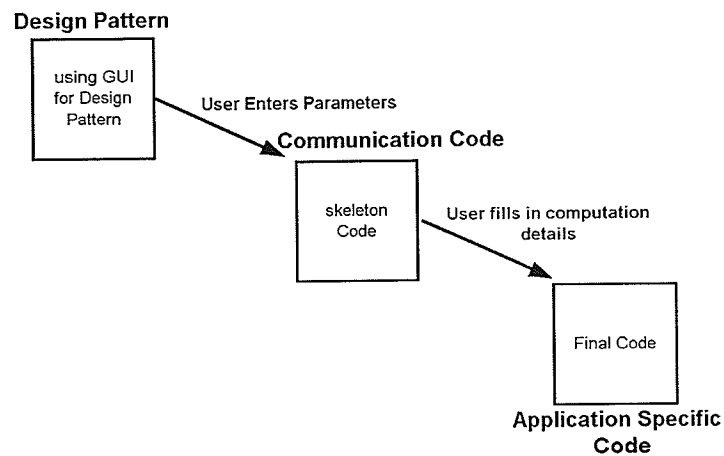 Design Pattern
using GUI
for Design
Pattern
User Enters Parameters
Communication Code
skeleton
Code
User fills in computation
details
Final Code
Application Specific
Code